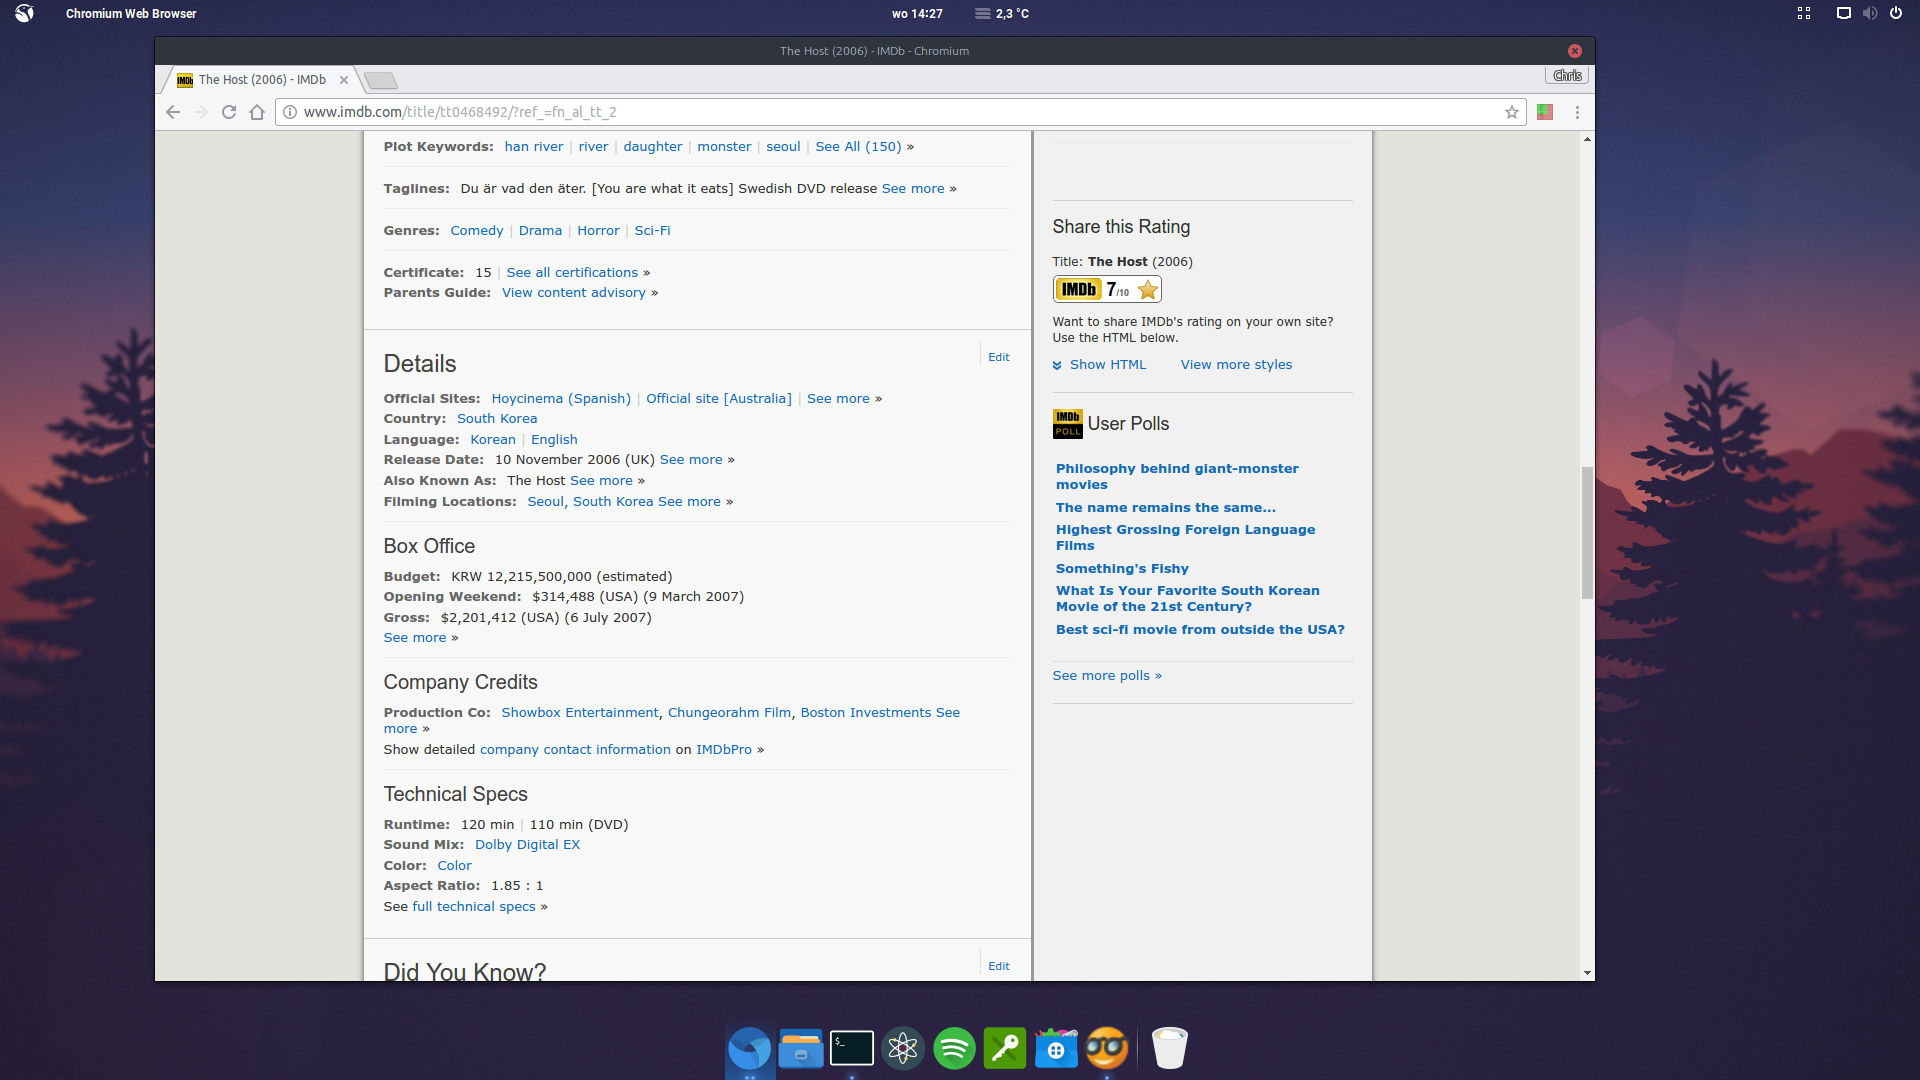 Chromium Web Browser
wo 14:27
2,3 °C
The Host (2006) - IMDb - Chromium
IMDb The Host (2006) - IMDb
Chris
www.imdb.com/title/tt0468492/?ref_=fn_al_tt_2
Plot Keywords: han river | river | daughter | monster | seoul | See All (150) »
Taglines: Du är vad den äter. [You are what it eats] Swedish DVD release See more »
Genres: Comedy | Drama | Horror | Sci-Fi
Certificate: 15 | See all certifications »
Parents Guide: View content advisory »
Details
Edit
Official Sites: Hoycinema (Spanish) | Official site [Australia] | See more »
Country: South Korea
Language: Korean | English
Release Date: 10 November 2006 (UK) See more »
Also Known As: The Host See more »
Filming Locations: Seoul, South Korea See more »
Box Office
Budget: KRW 12,215,500,000 (estimated)
Opening Weekend: $314,488 (USA) (9 March 2007)
Gross: $2,201,412 (USA) (6 July 2007)
See more »
Company Credits
Production Co: Showbox Entertainment, Chungeorahm Film, Boston Investments See
more »
Show detailed company contact information on IMDbPro »
Technical Specs
Runtime: 120 min | 110 min (DVD)
Sound Mix: Dolby Digital EX
Color: Color
Aspect Ratio: 1.85 : 1
See full technical specs »
Did You Know?
Edit
Share this Rating
Title: The Host (2006)
IMDb 7/10
Want to share IMDb's rating on your own site?
Use the HTML below.
Show HTML View more styles
IMDb POLL User Polls
Philosophy behind giant-monster
movies
The name remains the same...
Highest Grossing Foreign Language
Films
Something's Fishy
What Is Your Favorite South Korean
Movie of the 21st Century?
Best sci-fi movie from outside the USA?
See more polls »
$_